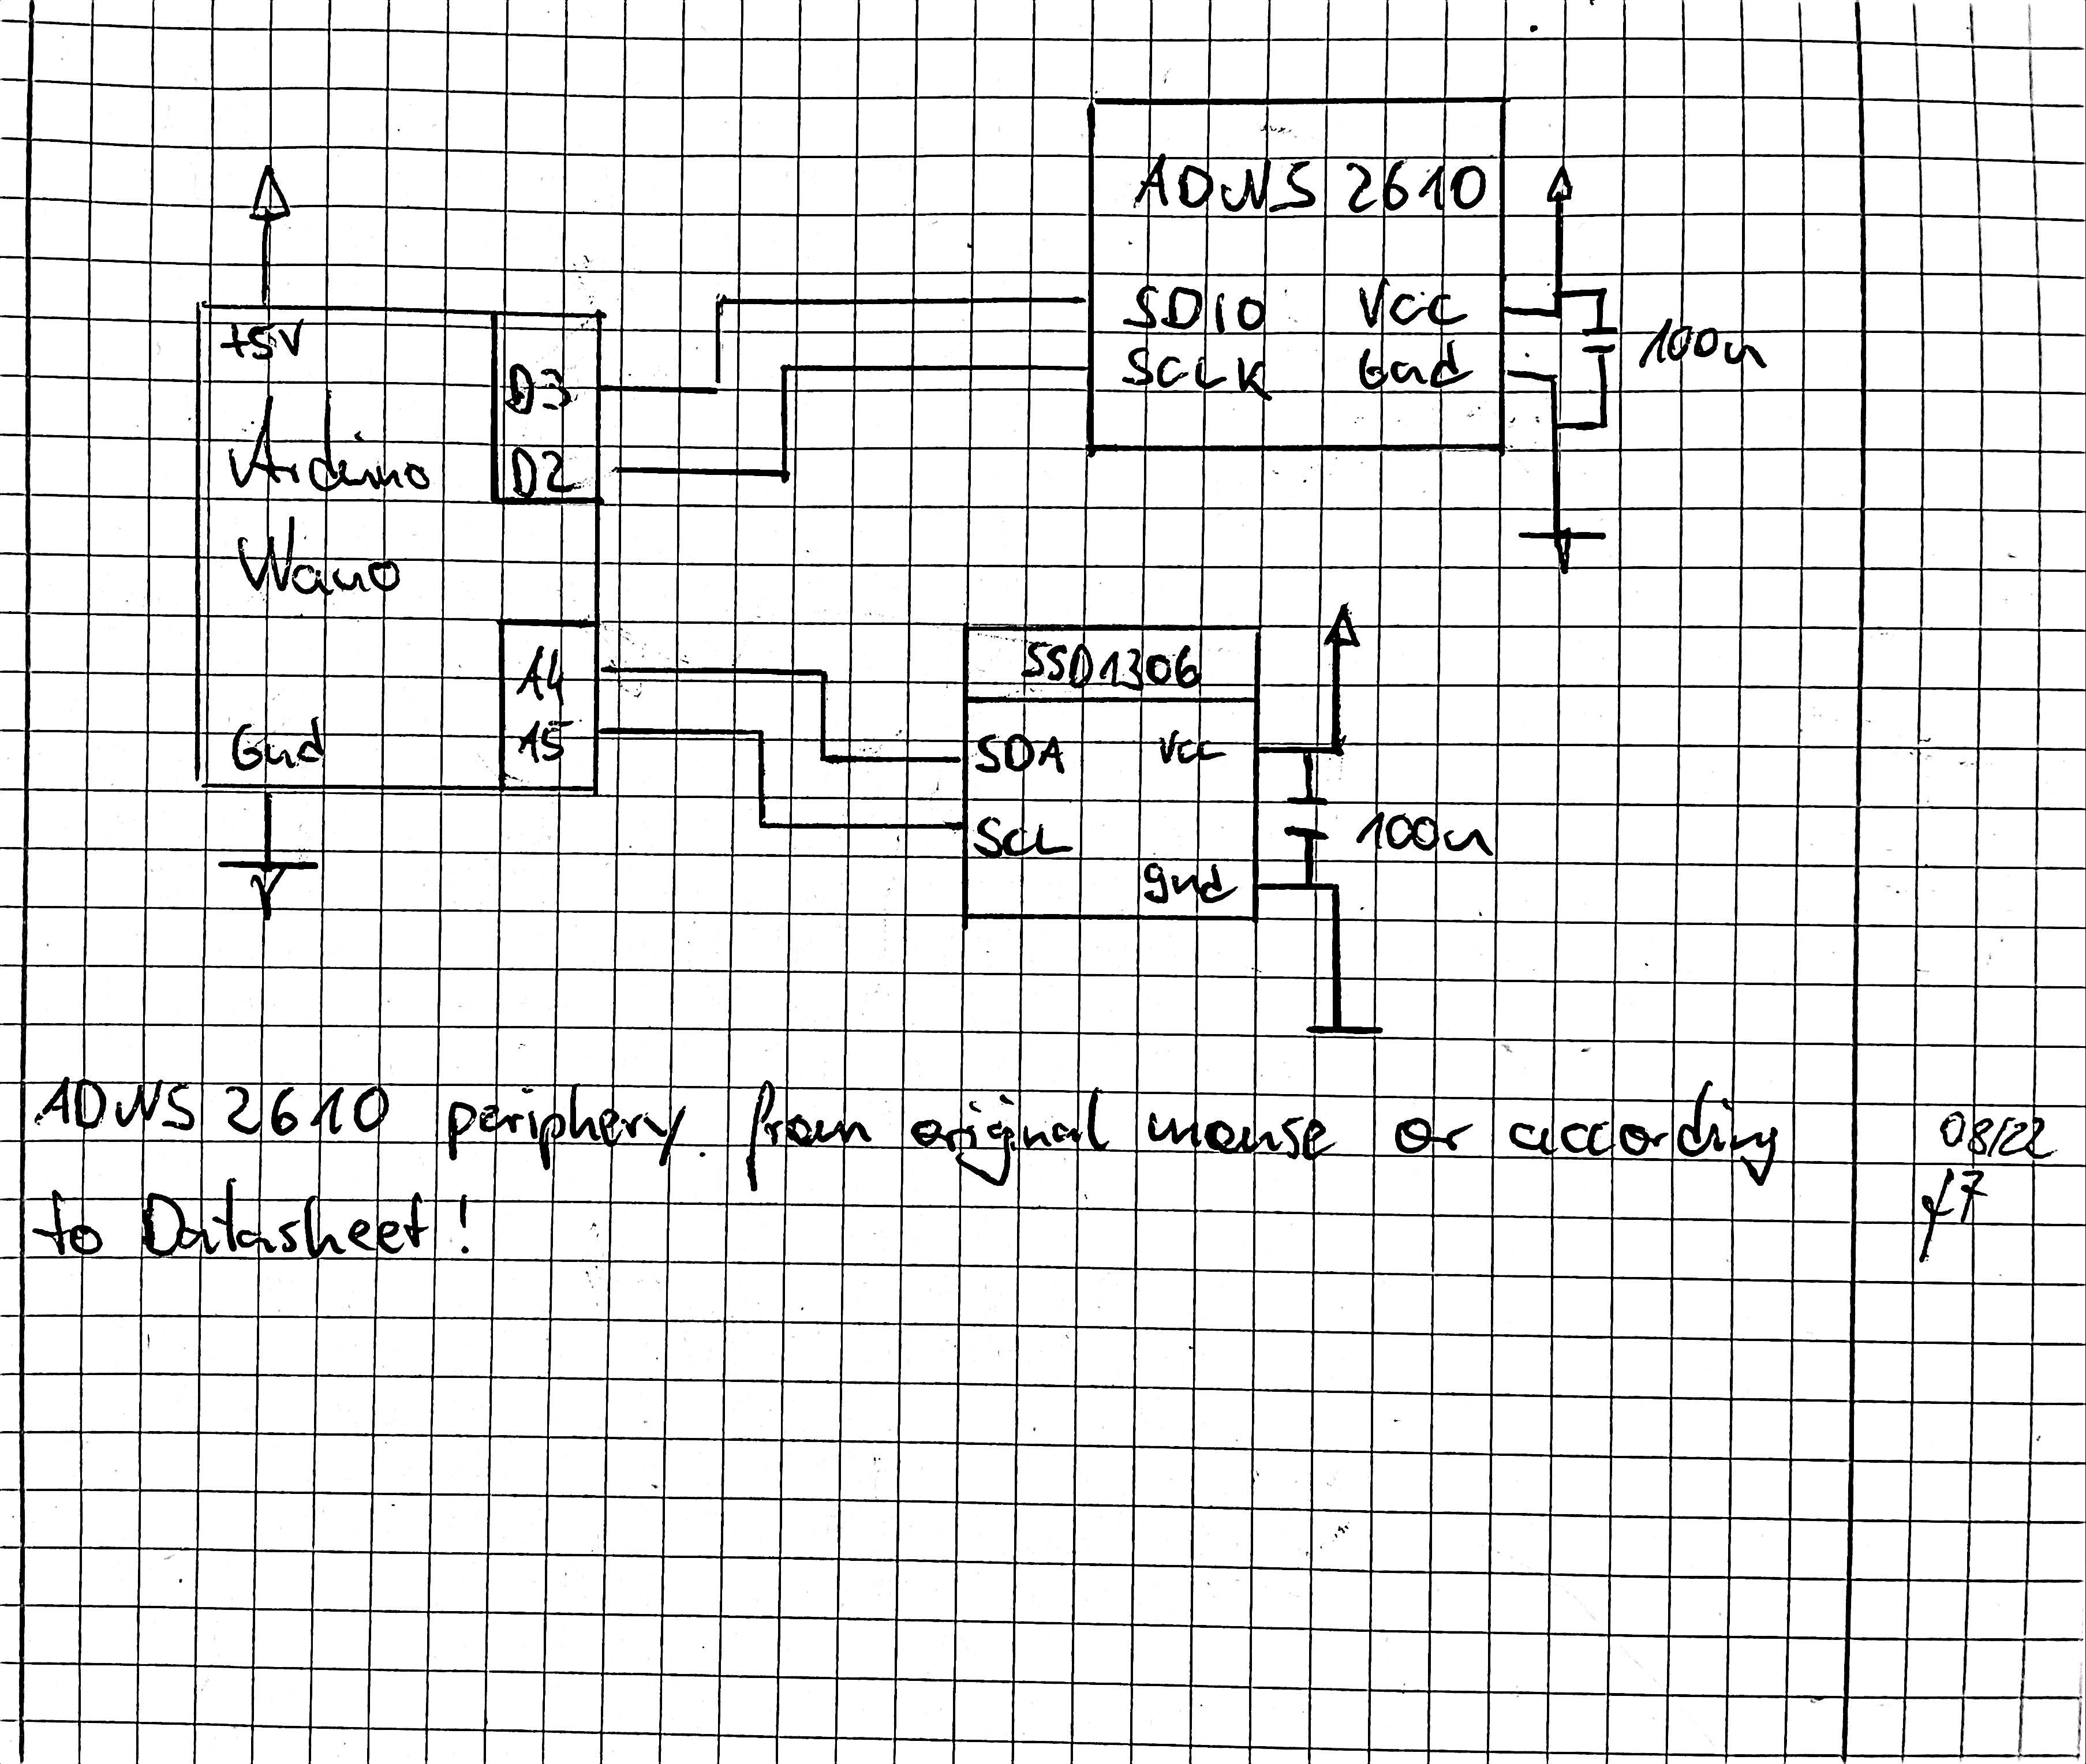 ADNS 2610
SDIO Vcc
100n
SCLK Gnd
+5V
D3
Arduino
D2
Nano
SSD1306
A4
Gnd A5
SDA Vcc
100n
SCL
gnd
ADNS 2610 periphery from original mouse or according
to Datasheet!
08/22